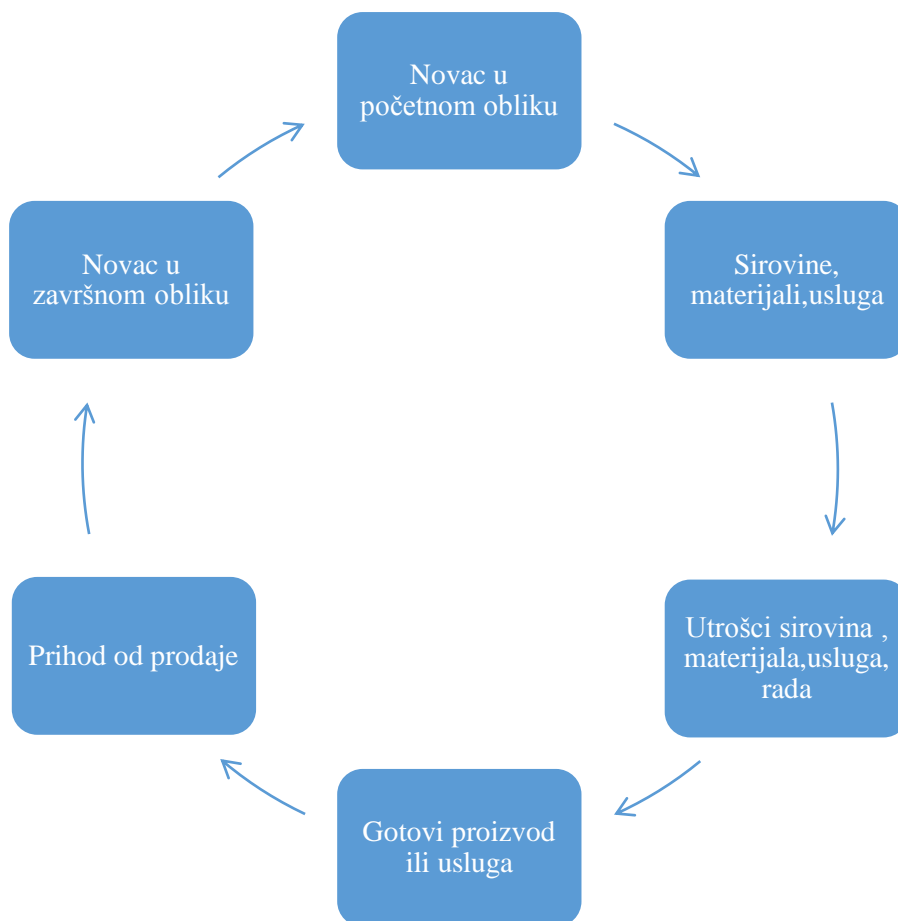 Novac u
početnom obliku
Sirovine,
materijali,usluga
Utrošci sirovina ,
materijala,usluga,
rada
Gotovi proizvod
ili usluga
Prihod od prodaje
Novac u
završnom obliku